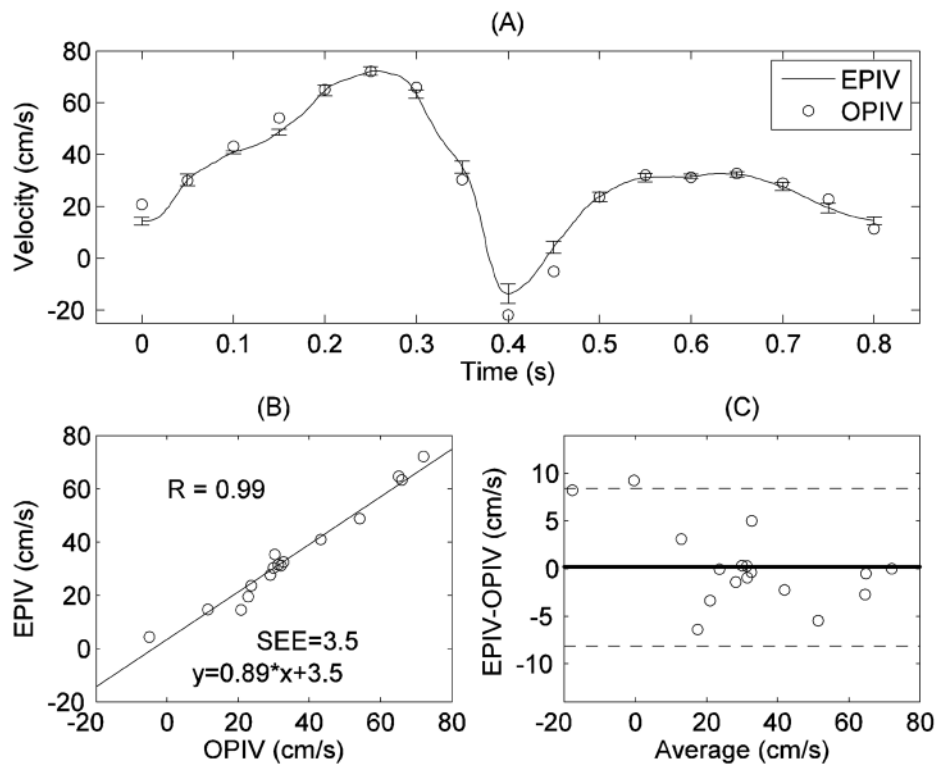 (A)
Velocity (cm/s)
80
60
40
20
0
-20
EPIV
OPIV
0 0.1 0.2 0.3 0.4 0.5 0.6 0.7 0.8
Time (s)
(B)
EPIV (cm/s)
80
60
40
20
0
-20
R = 0.99
SEE=3.5
y=0.89*x+3.5
-20 0 20 40 60 80
OPIV (cm/s)
(C)
EPIV-OPIV (cm/s)
10
5
0
-5
-10
-20 0 20 40 60 80
Average (cm/s)